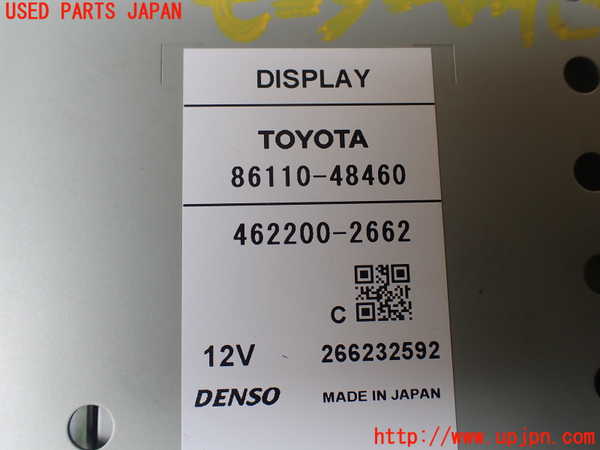 USED PARTS JAPAN
DISPLAY
TOYOTA
86110-48460
462200-2662
C
12V 266232592
DENSO MADE IN JAPAN
http://www.upjpn.com